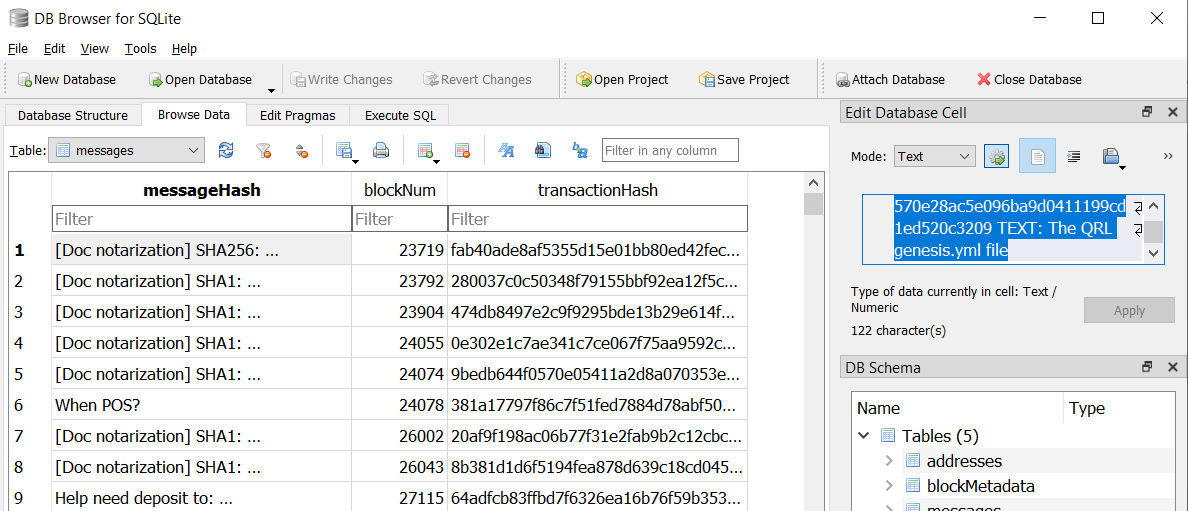 DB Browser for SQLite
File Edit View Tools Help
New Database Open Database Write Changes Revert Changes Open Project Save Project Attach Database Close Database
Database Structure Browse Data Edit Pragmas Execute SQL
Table: messages Filter in any column
messageHash blockNum transactionHash
Filter Filter Filter
1 [Doc notarization] SHA256: ... 23719 fab40ade8af5355d15e01bb80ed42fec...
2 [Doc notarization] SHA1: ... 23792 280037c0c50348f79155bbf92ea12f5c...
3 [Doc notarization] SHA1: ... 23904 474db8497e2c9f9295bde13b29e614f...
4 [Doc notarization] SHA1: ... 24055 0e302e1c7ae341c7ce067f75aa9592c...
5 [Doc notarization] SHA1: ... 24074 9bedb644f0570e05411a2d8a070353e...
6 When POS? 24078 381a17797f86c7f51fed7884d78abf50...
7 [Doc notarization] SHA1: ... 26002 20af9f198ac06b77f31e2fab9b2c12cbc...
8 [Doc notarization] SHA1: ... 26043 8b381d1d6f5194fea878d639c18cd045...
9 Help need deposit to: ... 27115 64adfcb83ffbd7f6326ea16b76f59b353...
Edit Database Cell
Mode: Text
570e28ac5e096ba9d0411199cd
1ed520c3209 TEXT: The QRL
genesis.yml file
Type of data currently in cell: Text /
Numeric
122 character(s)
Apply
DB Schema
Name Type
Tables (5)
addresses
blockMetadata
messages